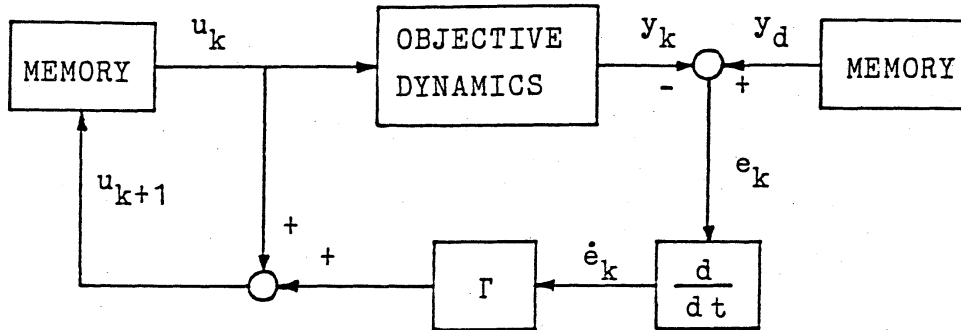 u_k
MEMORY
OBJECTIVE
DYNAMICS
y_k
y_d
-
+
MEMORY
u_{k+1}
e_k
+
+
Γ
ė_k
d
dt